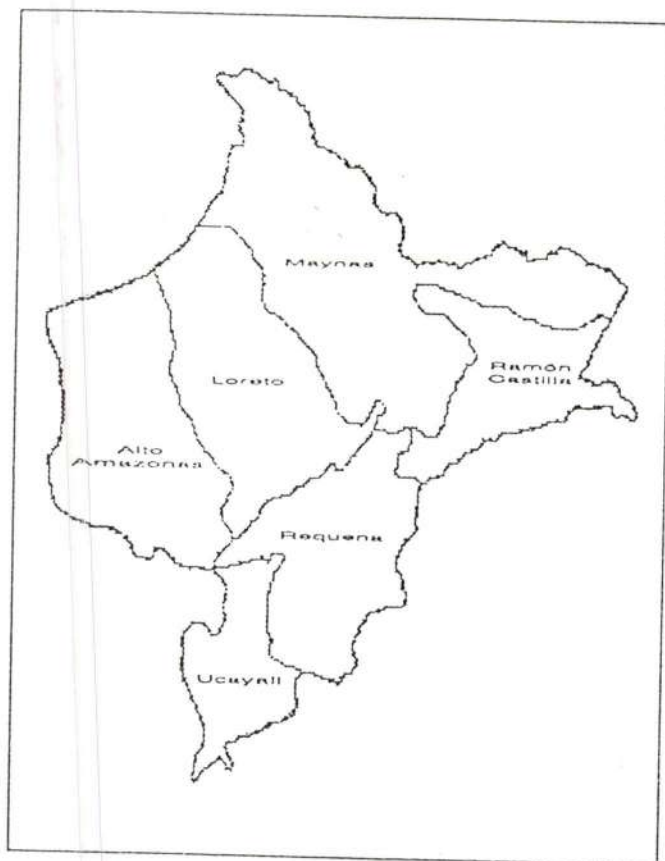 Maynas
Ramón
Castilla
Loreto
Alto
Amazonas
Requena
Ucayali